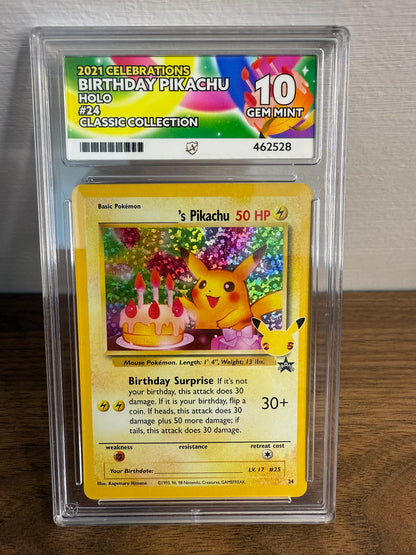 2021 CELEBRATIONS
BIRTHDAY PIKACHU
HOLO
#24
CLASSIC COLLECTION
10
GEM MINT
462528
Basic Pokémon
's Pikachu 50 HP
Mouse Pokémon. Length: 1' 4", Weight: 13 lbs.
Birthday Surprise If it's not
your birthday, this attack does 30
damage. If it is your birthday, flip a
coin. If heads, this attack does 30
damage plus 50 more damage; if
tails, this attack does 30 damage.
30+
weakness resistance retreat cost
Your Birthdate:
LV. 17 #25
Illus. Kagemaru Himeno
©1995, 96, 98 Nintendo, Creatures, GAMEFREAK.
24